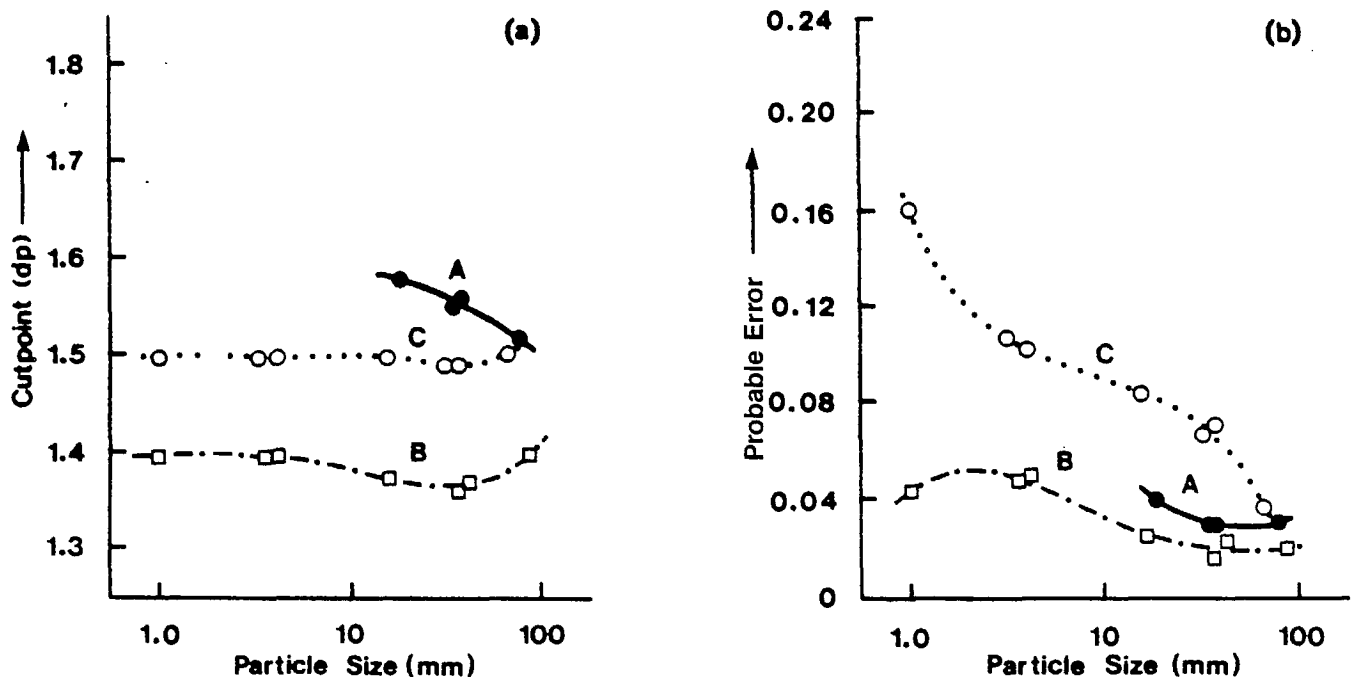 (a)
Cutpoint (dp)
1.8
1.7
1.6
1.5
1.4
1.3
A
C
B
1.0 10 100
Particle Size (mm)
(b)
Probable Error
0.24
0.20
0.16
0.12
0.08
0.04
0
C
B
A
1.0 10 100
Particle Size (mm)